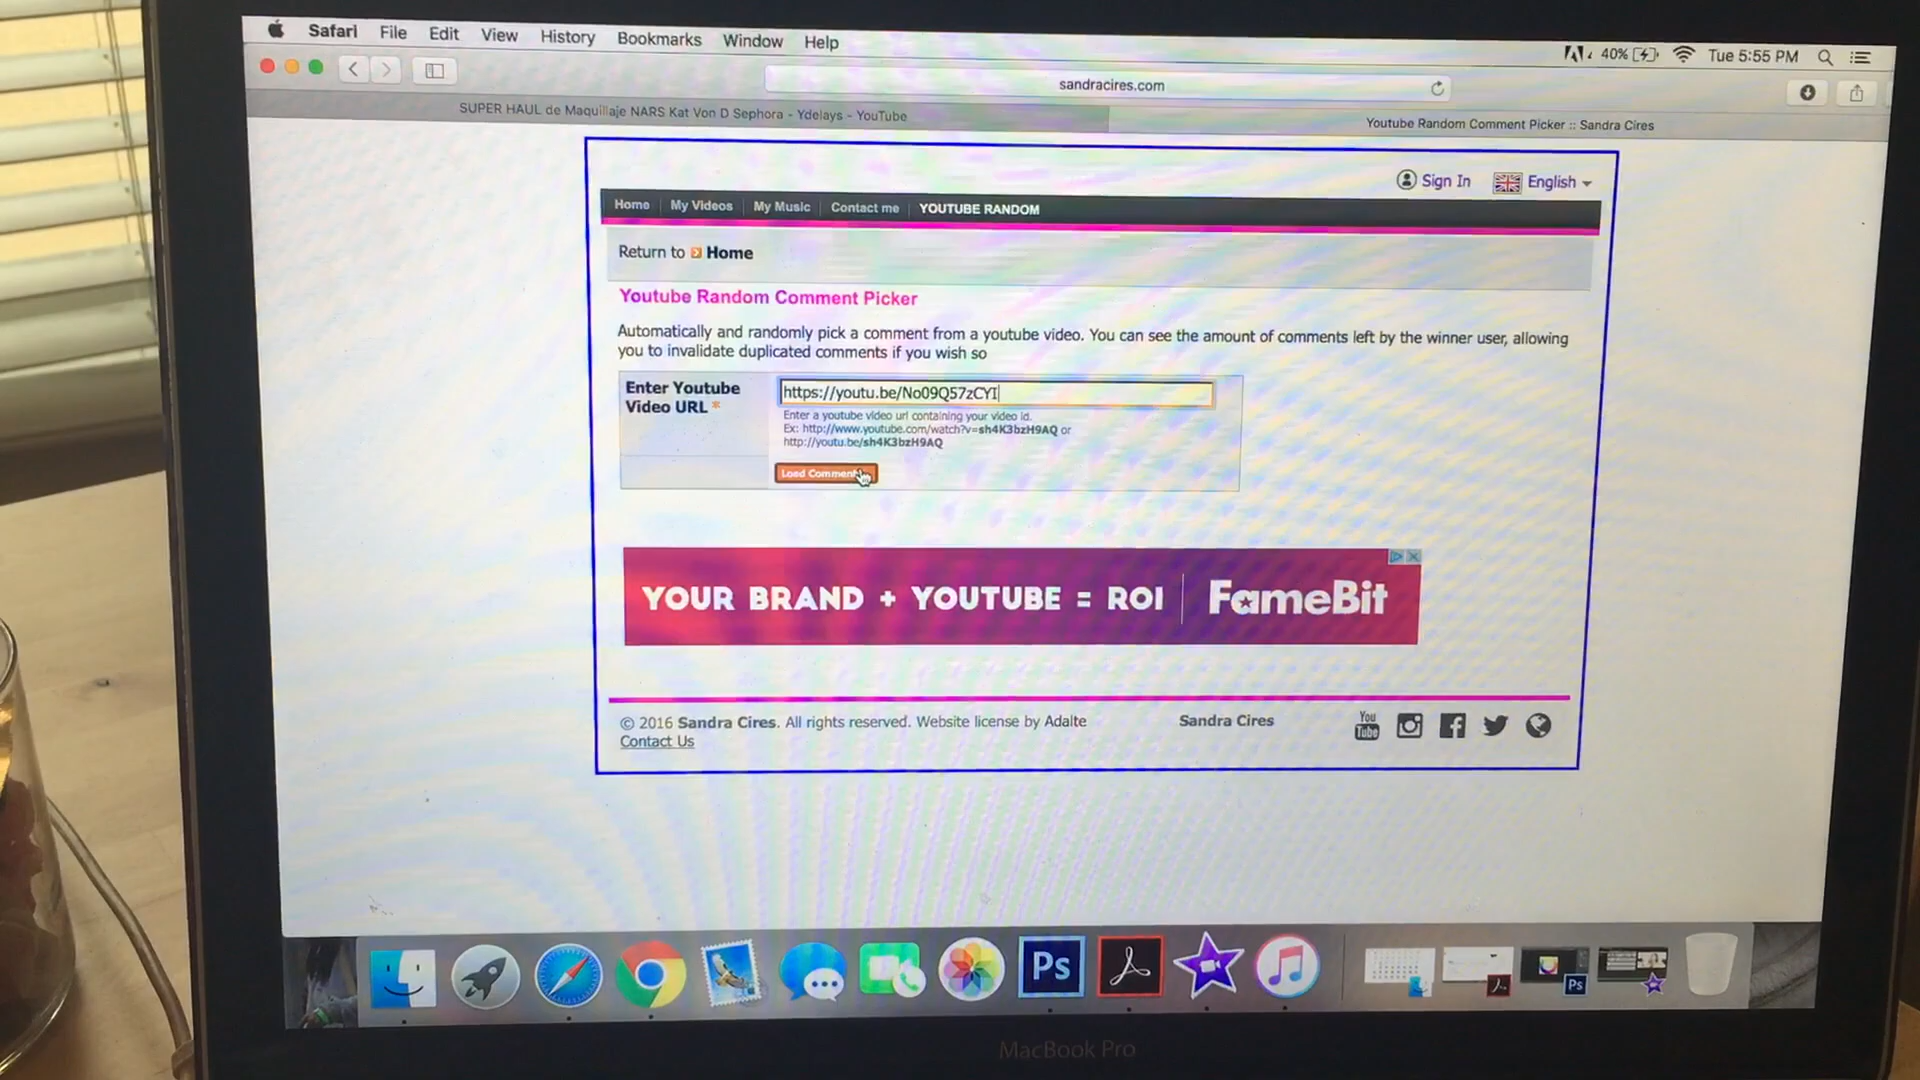 Safari File Edit View History Bookmarks Window Help
40% Tue 5:55 PM
sandracires.com
SUPER HAUL de Maquillaje NARS Kat Von D Sephora - Ydelays - YouTube
Youtube Random Comment Picker :: Sandra Cires
Sign In English
Home My Videos My Music Contact me YOUTUBE RANDOM
Return to Home
Youtube Random Comment Picker
Automatically and randomly pick a comment from a youtube video. You can see the amount of comments left by the winner user, allowing
you to invalidate duplicated comments if you wish so
Enter Youtube
Video URL *
https://youtu.be/No09Q57zCYI
Enter a youtube video url containing your video id.
Ex: http://www.youtube.com/watch?v=sh4K3bzH9AQ or
http://youtu.be/sh4K3bzH9AQ
Load Comment
YOUR BRAND + YOUTUBE = ROI FameBit
© 2016 Sandra Cires. All rights reserved. Website license by Adalte
Sandra Cires
You
Tube
Contact Us
Ps
Ps
MacBook Pro